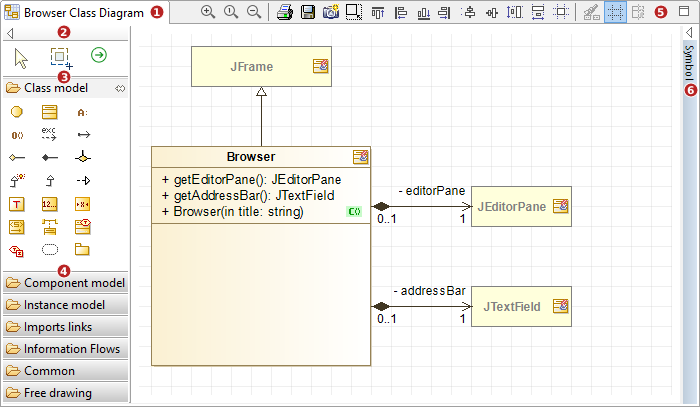 Browser Class Diagram 1
5
2
3
Class model
A:
0()
exc
T
12...
T
4
Component model
Instance model
Imports links
Information Flows
Common
Free drawing
JFrame
Browser
+ getEditorPane(): JEditorPane
+ getAddressBar(): JTextField
+ Browser(in title: string)
C()
- editorPane
0..1
1
JEditorPane
- addressBar
0..1
1
JTextField
Symbol
6